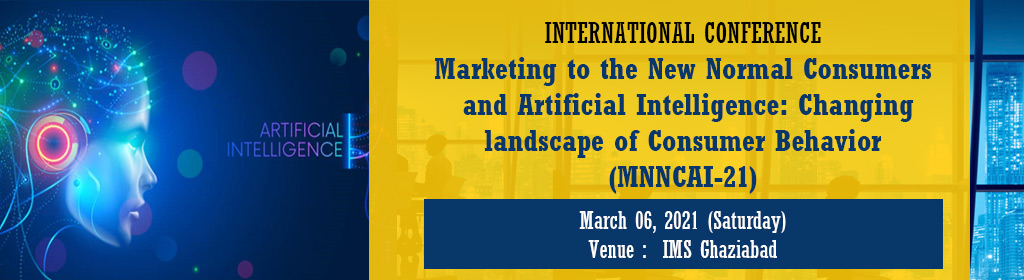 ARTIFICIAL
INTELLIGENCE
INTERNATIONAL CONFERENCE
Marketing to the New Normal Consumers
and Artificial Intelligence: Changing
landscape of Consumer Behavior
(MNNCAI-21)
March 06, 2021 (Saturday)
Venue : IMS Ghaziabad